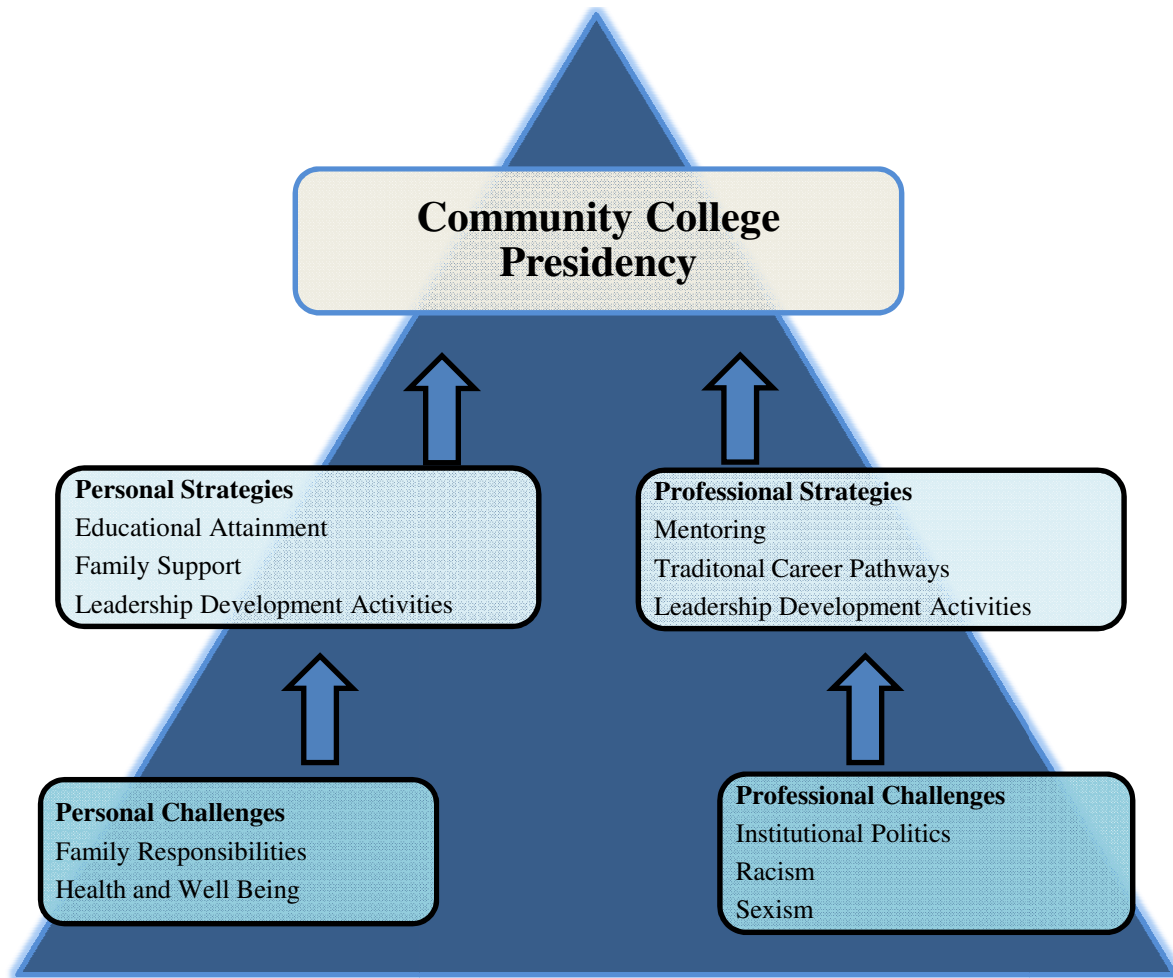 Community College
Presidency
Personal Strategies
Educational Attainment
Family Support
Leadership Development Activities
Professional Strategies
Mentoring
Traditonal Career Pathways
Leadership Development Activities
Personal Challenges
Family Responsibilities
Health and Well Being
Professional Challenges
Institutional Politics
Racism
Sexism